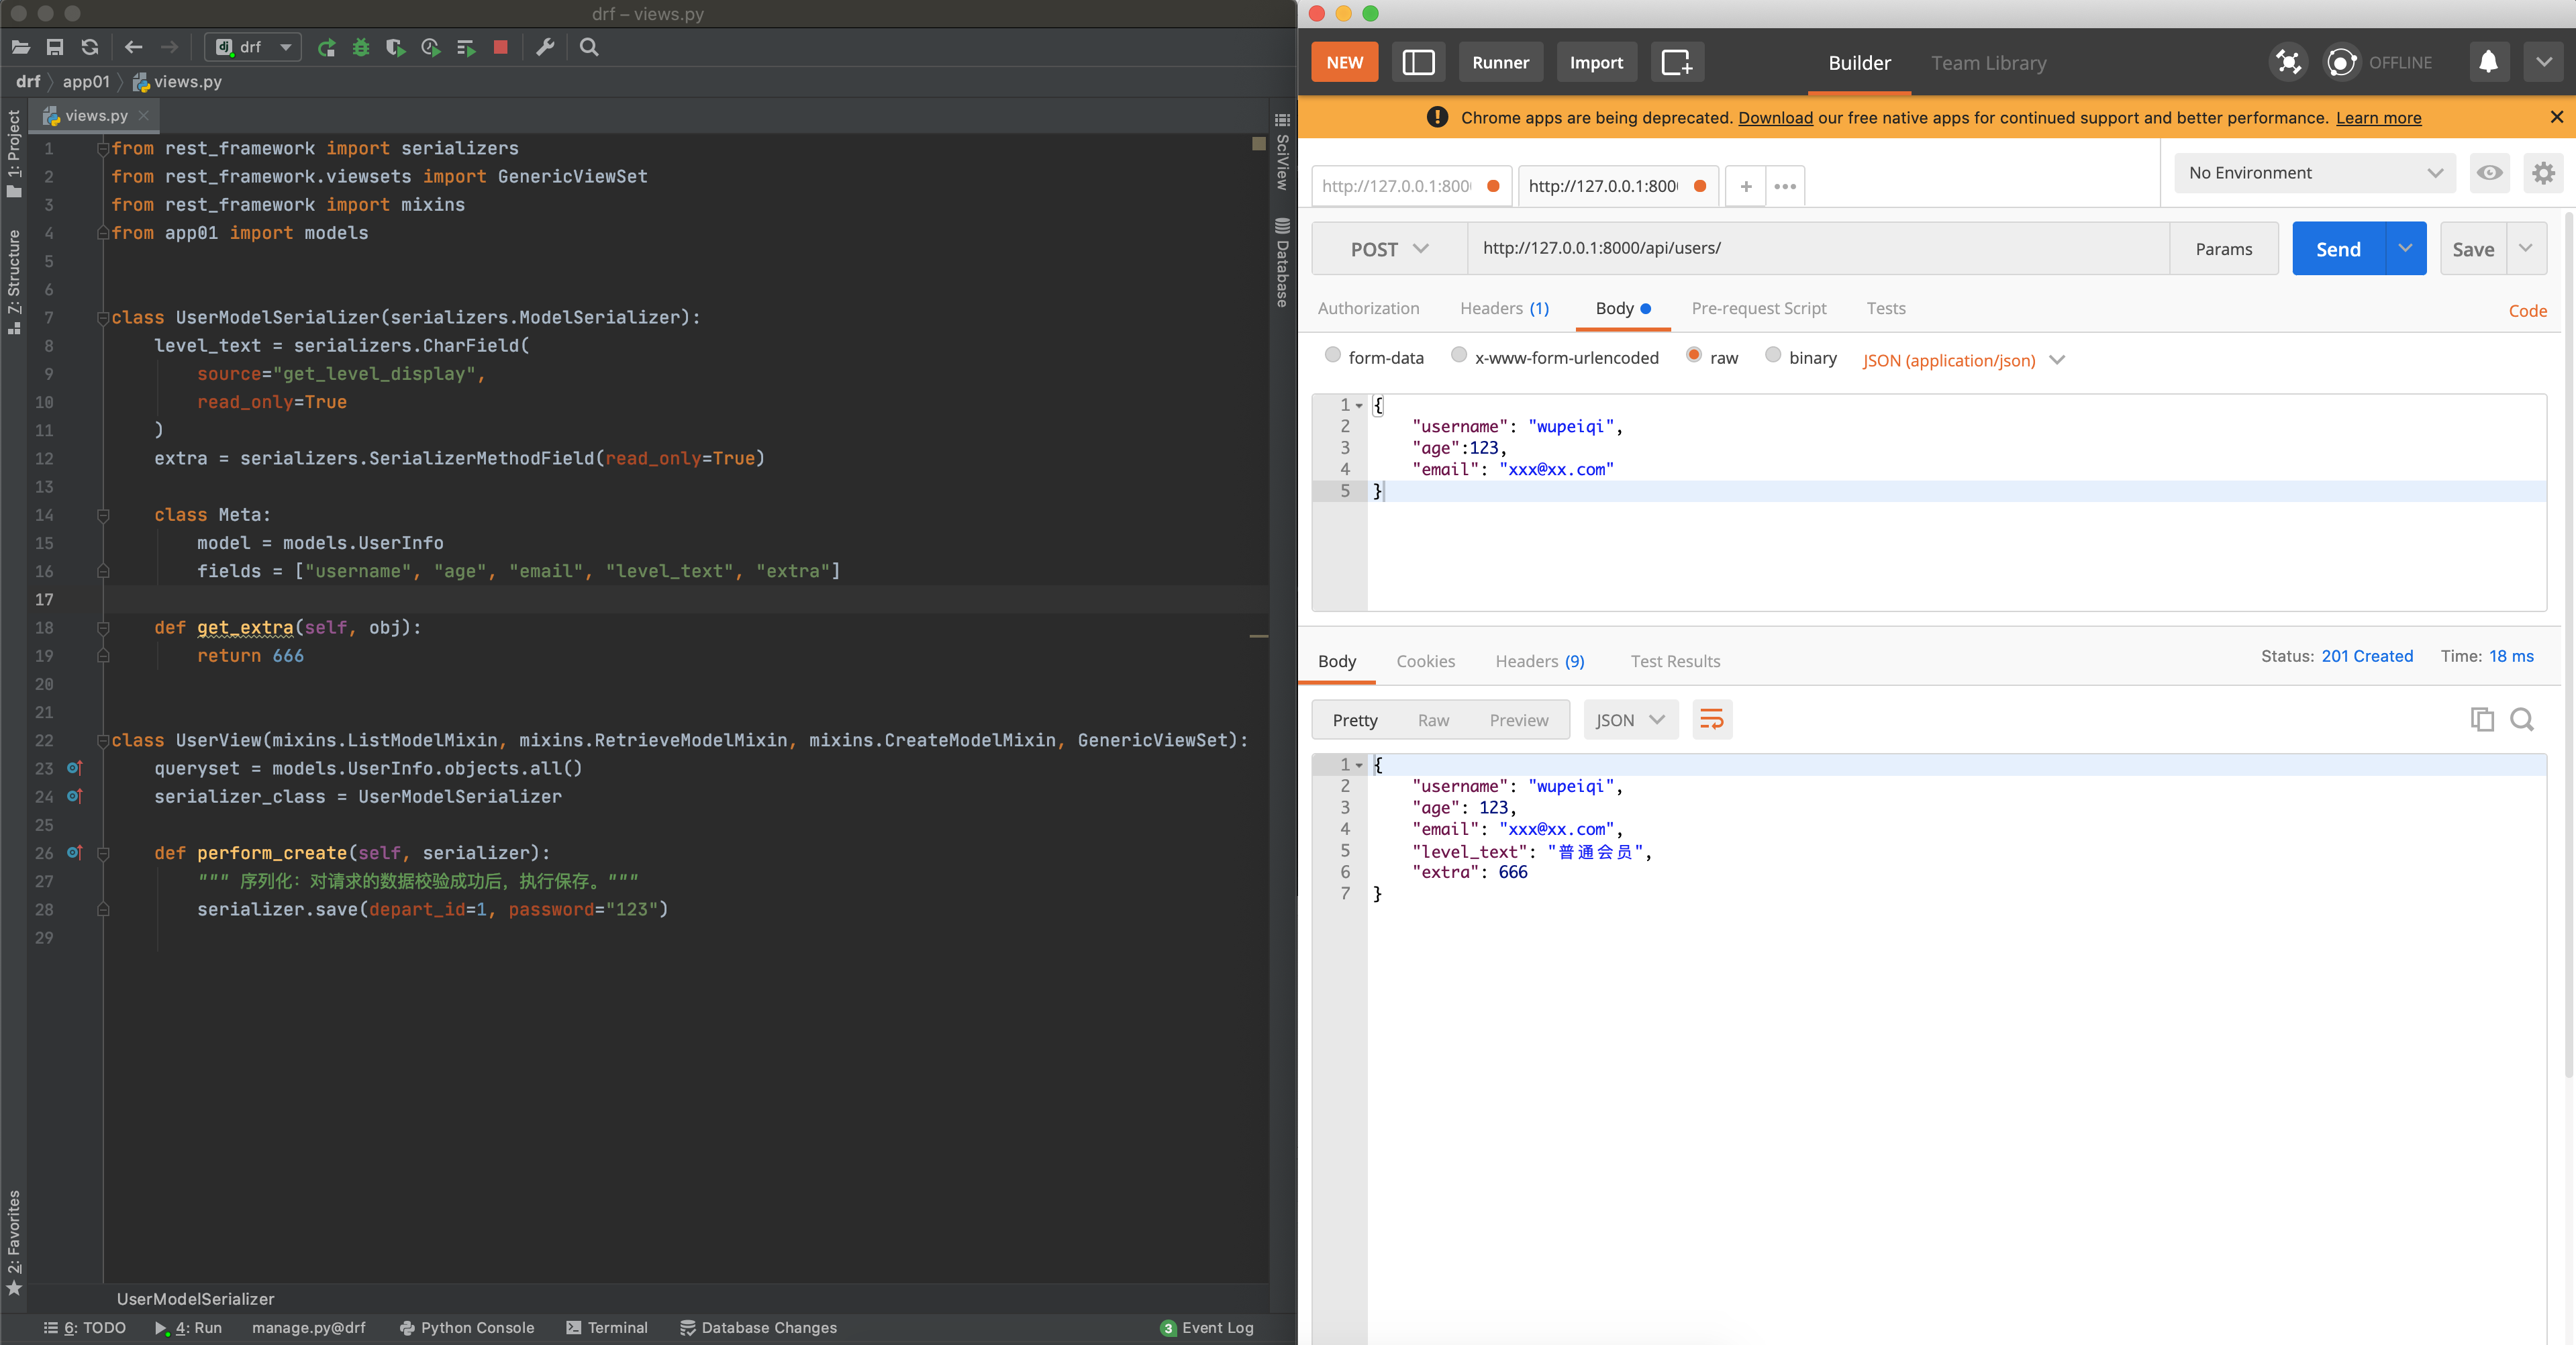 drf – views.py
drf
drf app01 views.py
views.py
1: Project
Z: Structure
2: Favorites
SciView
Database
1 from rest_framework import serializers
2 from rest_framework.viewsets import GenericViewSet
3 from rest_framework import mixins
4 from app01 import models
5
6
7 class UserModelSerializer(serializers.ModelSerializer):
8 level_text = serializers.CharField(
9 source="get_level_display",
10 read_only=True
11 )
12 extra = serializers.SerializerMethodField(read_only=True)
13
14 class Meta:
15 model = models.UserInfo
16 fields = ["username", "age", "email", "level_text", "extra"]
17
18 def get_extra(self, obj):
19 return 666
20
21
22 class UserView(mixins.ListModelMixin, mixins.RetrieveModelMixin, mixins.CreateModelMixin, GenericViewSet):
23 queryset = models.UserInfo.objects.all()
24 serializer_class = UserModelSerializer
25
26 def perform_create(self, serializer):
27 """ 序列化：对请求的数据校验成功后，执行保存。"""
28 serializer.save(depart_id=1, password="123")
29
UserModelSerializer
6: TODO 4: Run manage.py@drf Python Console Terminal Database Changes 3 Event Log
NEW Runner Import Builder Team Library OFFLINE
Chrome apps are being deprecated. Download our free native apps for continued support and better performance. Learn more
http://127.0.0.1:800 http://127.0.0.1:800 + ••• No Environment
POST http://127.0.0.1:8000/api/users/ Params Send Save
Authorization Headers (1) Body Pre-request Script Tests Code
form-data x-www-form-urlencoded raw binary JSON (application/json)
1 {
2 "username": "wupeiqi",
3 "age":123,
4 "email": "xxx@xx.com"
5 }
Body Cookies Headers (9) Test Results Status: 201 Created Time: 18 ms
Pretty Raw Preview JSON
1 {
2 "username": "wupeiqi",
3 "age": 123,
4 "email": "xxx@xx.com",
5 "level_text": "普通会员",
6 "extra": 666
7 }